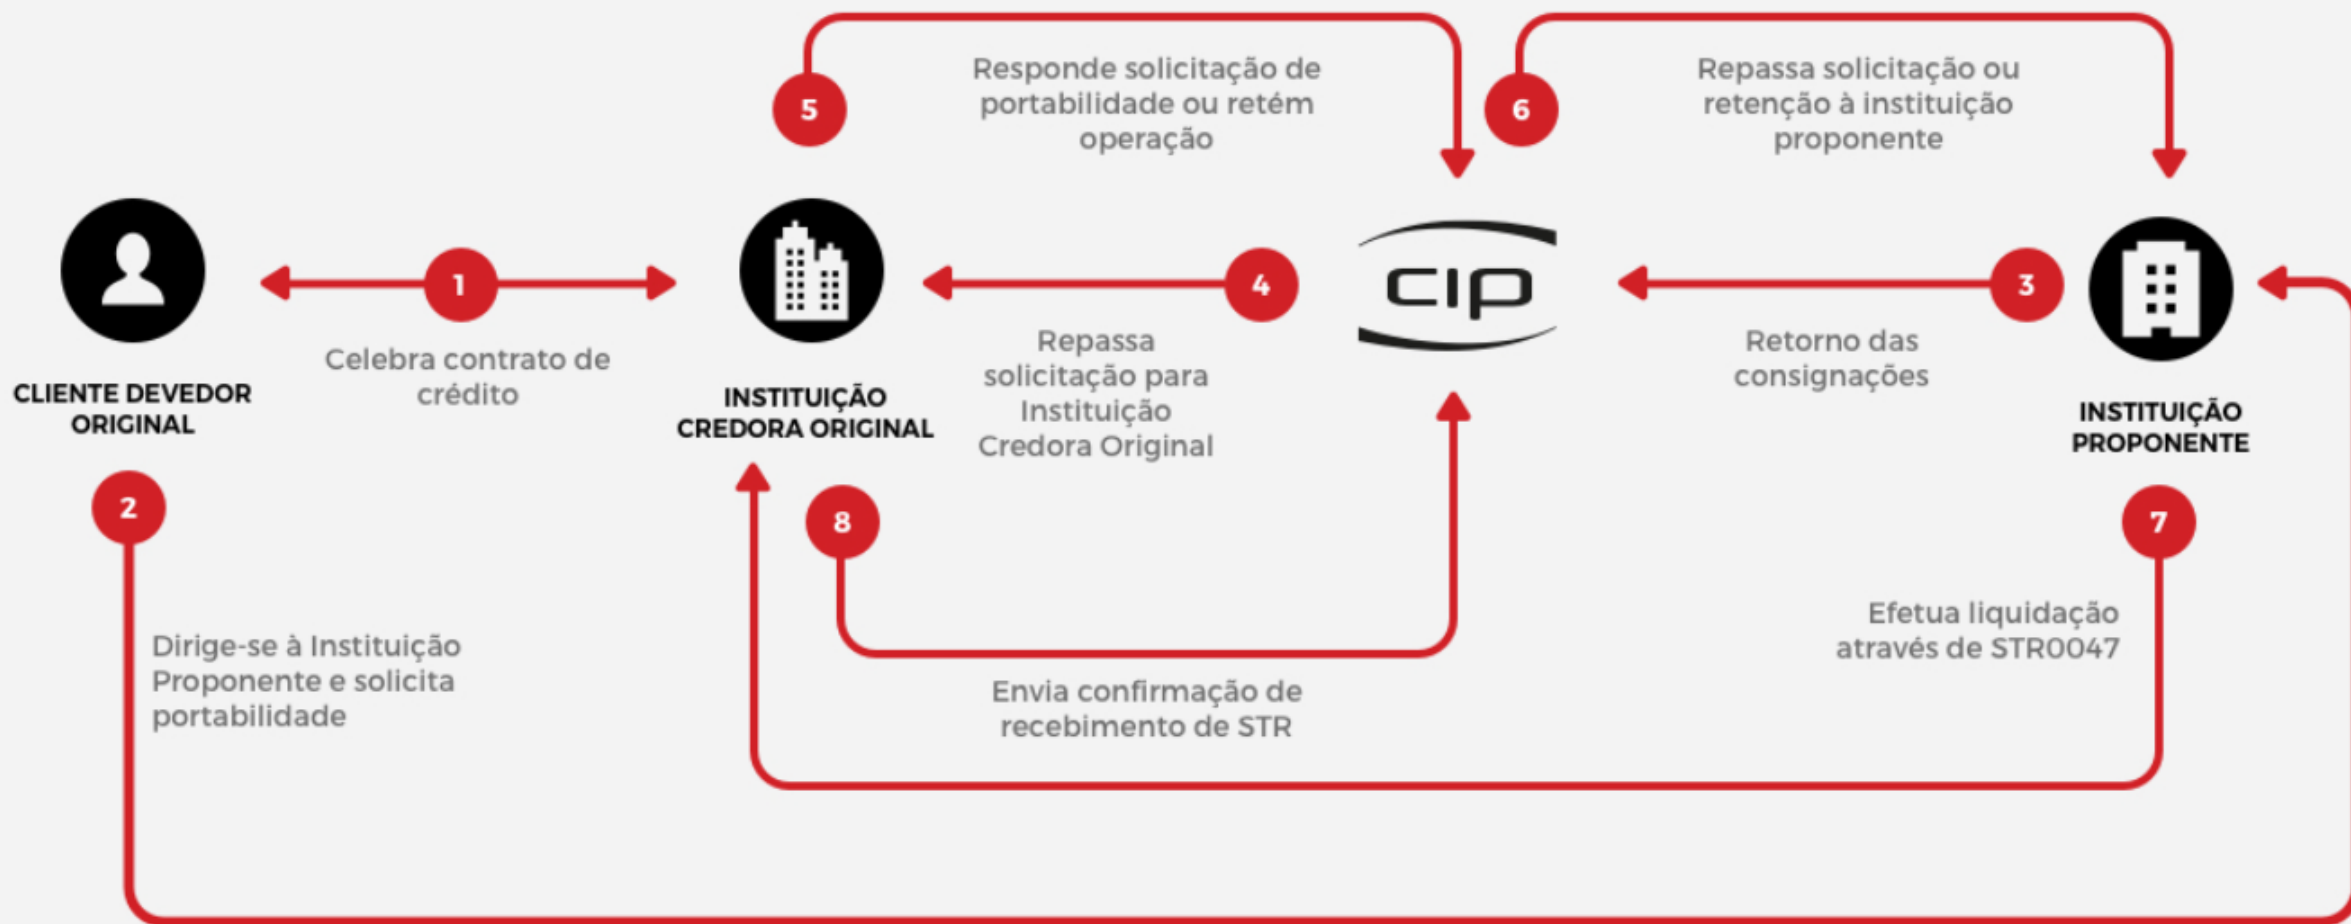 5
Responde solicitação de
portabilidade ou retém
operação
6
Repassa solicitação ou
retenção à instituição
proponente
CLIENTE DEVEDOR
ORIGINAL
1
Celebra contrato de
crédito
INSTITUIÇÃO
CREDORA ORIGINAL
4
Repassa
solicitação para
Instituição
Credora Original
cip
3
Retorno das
consignações
INSTITUIÇÃO
PROPONENTE
2
Dirige-se à Instituição
Proponente e solicita
portabilidade
8
Envia confirmação de
recebimento de STR
7
Efetua liquidação
através de STR0047